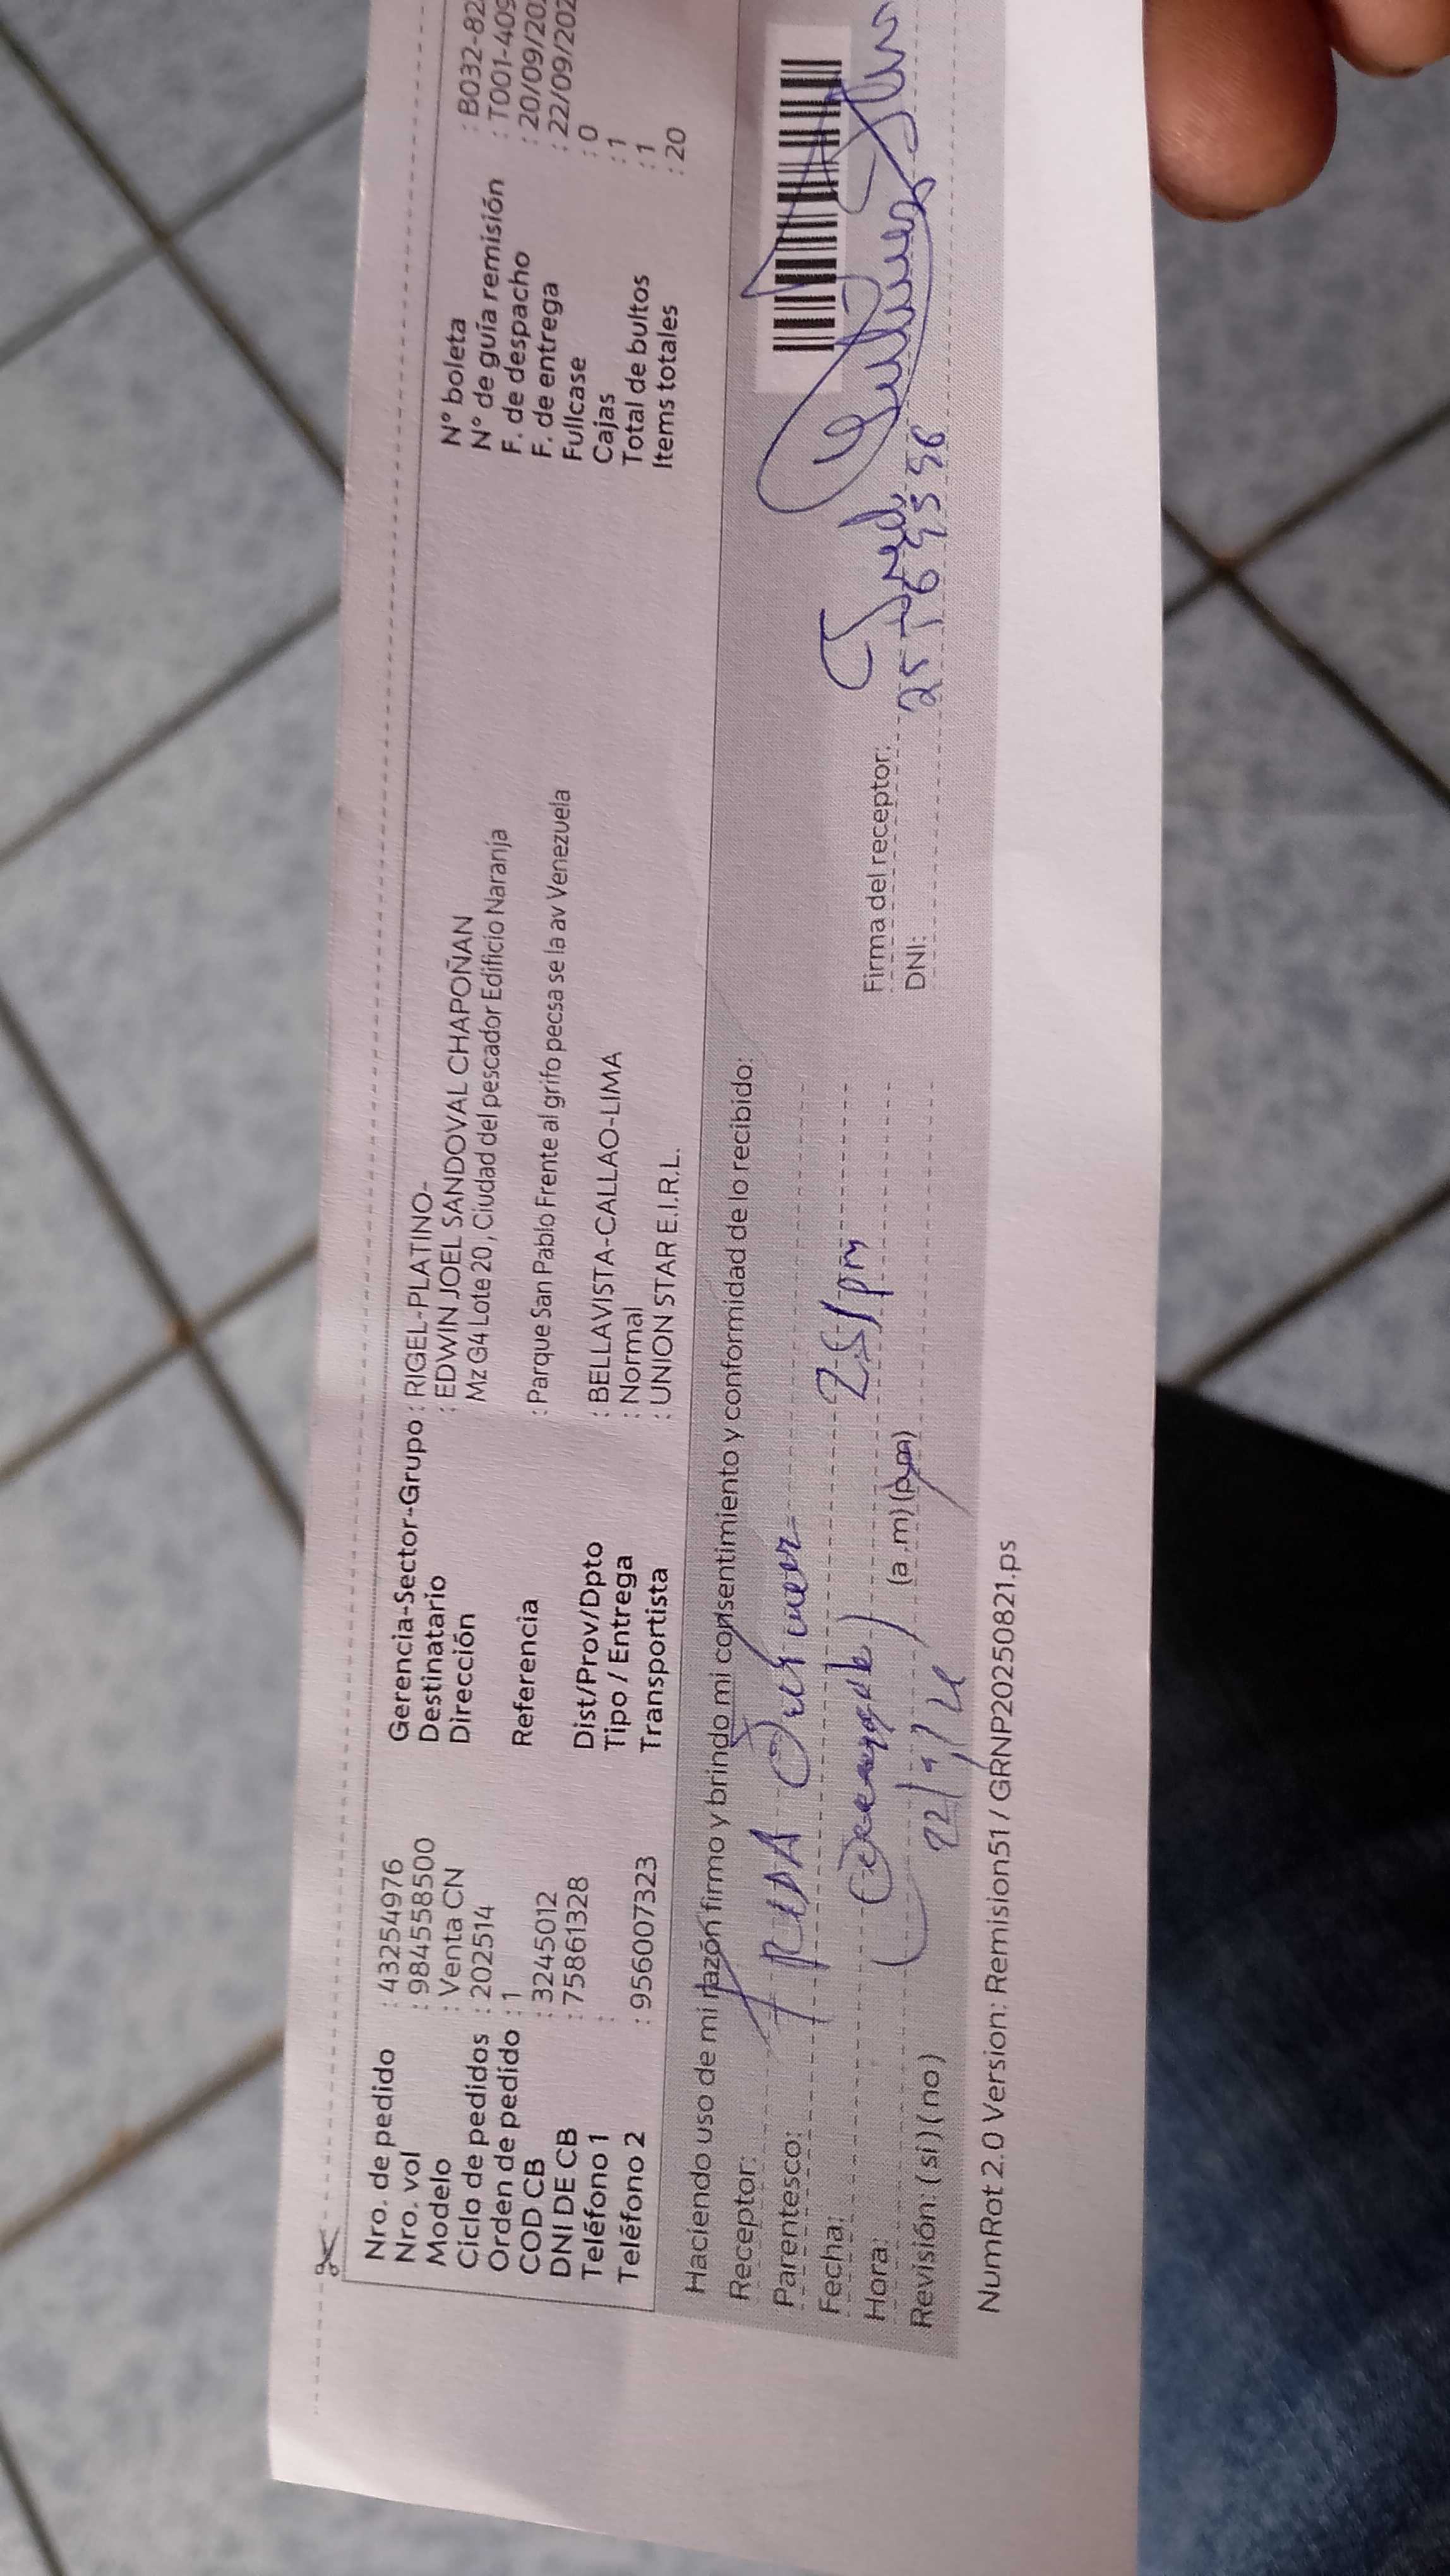 Nro. de pedido : 43254976
Nro. vol : 984558500
Modelo : Venta CN
Ciclo de pedidos : 202514
Orden de pedido : 1
COD CB : 3245012
DNI DE CB : 75861328
Teléfono 1 :
Teléfono 2 : 956007323
Gerencia-Sector-Grupo : RIGEL-PLATINO-
Destinatario : EDWIN JOEL SANDOVAL CHAPOÑAN
Dirección Mz G4 Lote 20 , Ciudad del pescador Edificio Naranja
Referencia : Parque San Pablo Frente al grifo pecsa se la av Venezuela
Dist/Prov/Dpto : BELLAVISTA-CALLAO-LIMA
Tipo / Entrega : Normal
Transportista : UNION STAR E.I.R.L.
N° boleta : B032-82
N° de guía remisión : T001-409
F. de despacho : 20/09/20
F. de entrega : 22/09/202
Fullcase : 0
Cajas : 1
Total de bultos : 1
Items totales : 20
Haciendo uso de mi razón firmo y brindo mi consentimiento y conformidad de lo recibido:
Receptor:
Parentesco:
Fecha:
Hora: (a .m) (p.m)
Revisión: ( si ) ( no )
Firma del receptor:
DNI:
NumRot 2.0 Version: Remision51 / GRNP20250821.ps